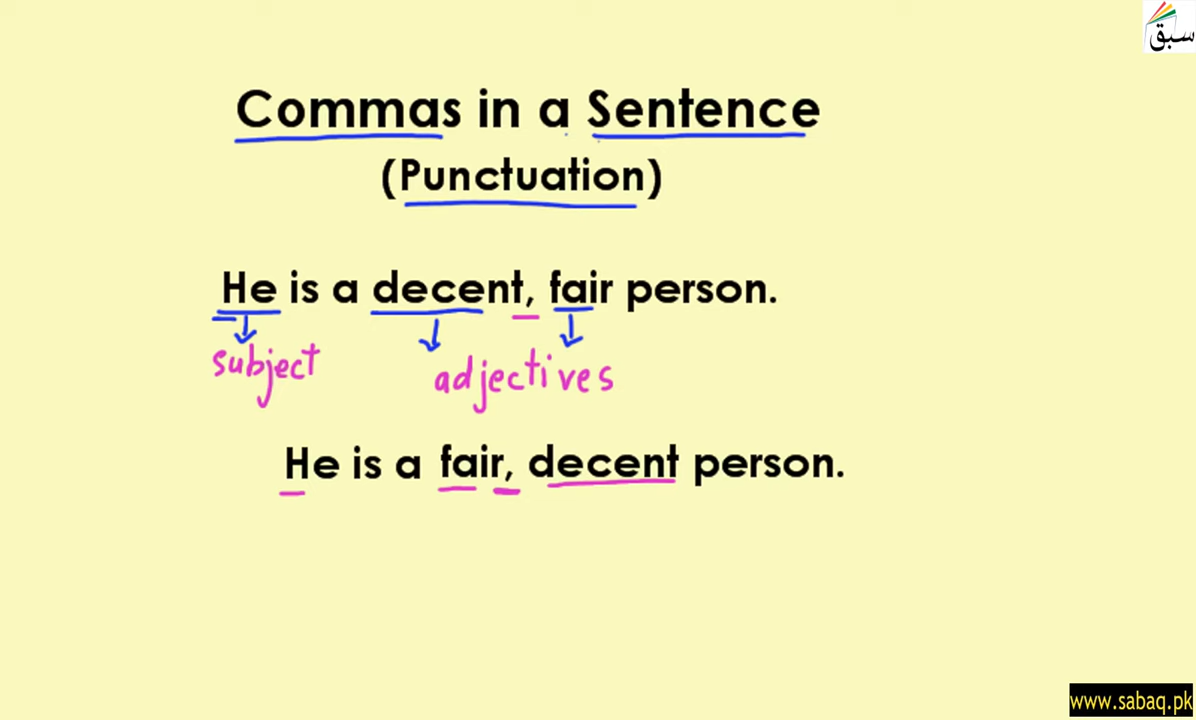 سبق
Commas in a Sentence
(Punctuation)
He is a decent, fair person.
subject adjectives
He is a fair, decent person.
www.sabaq.pk